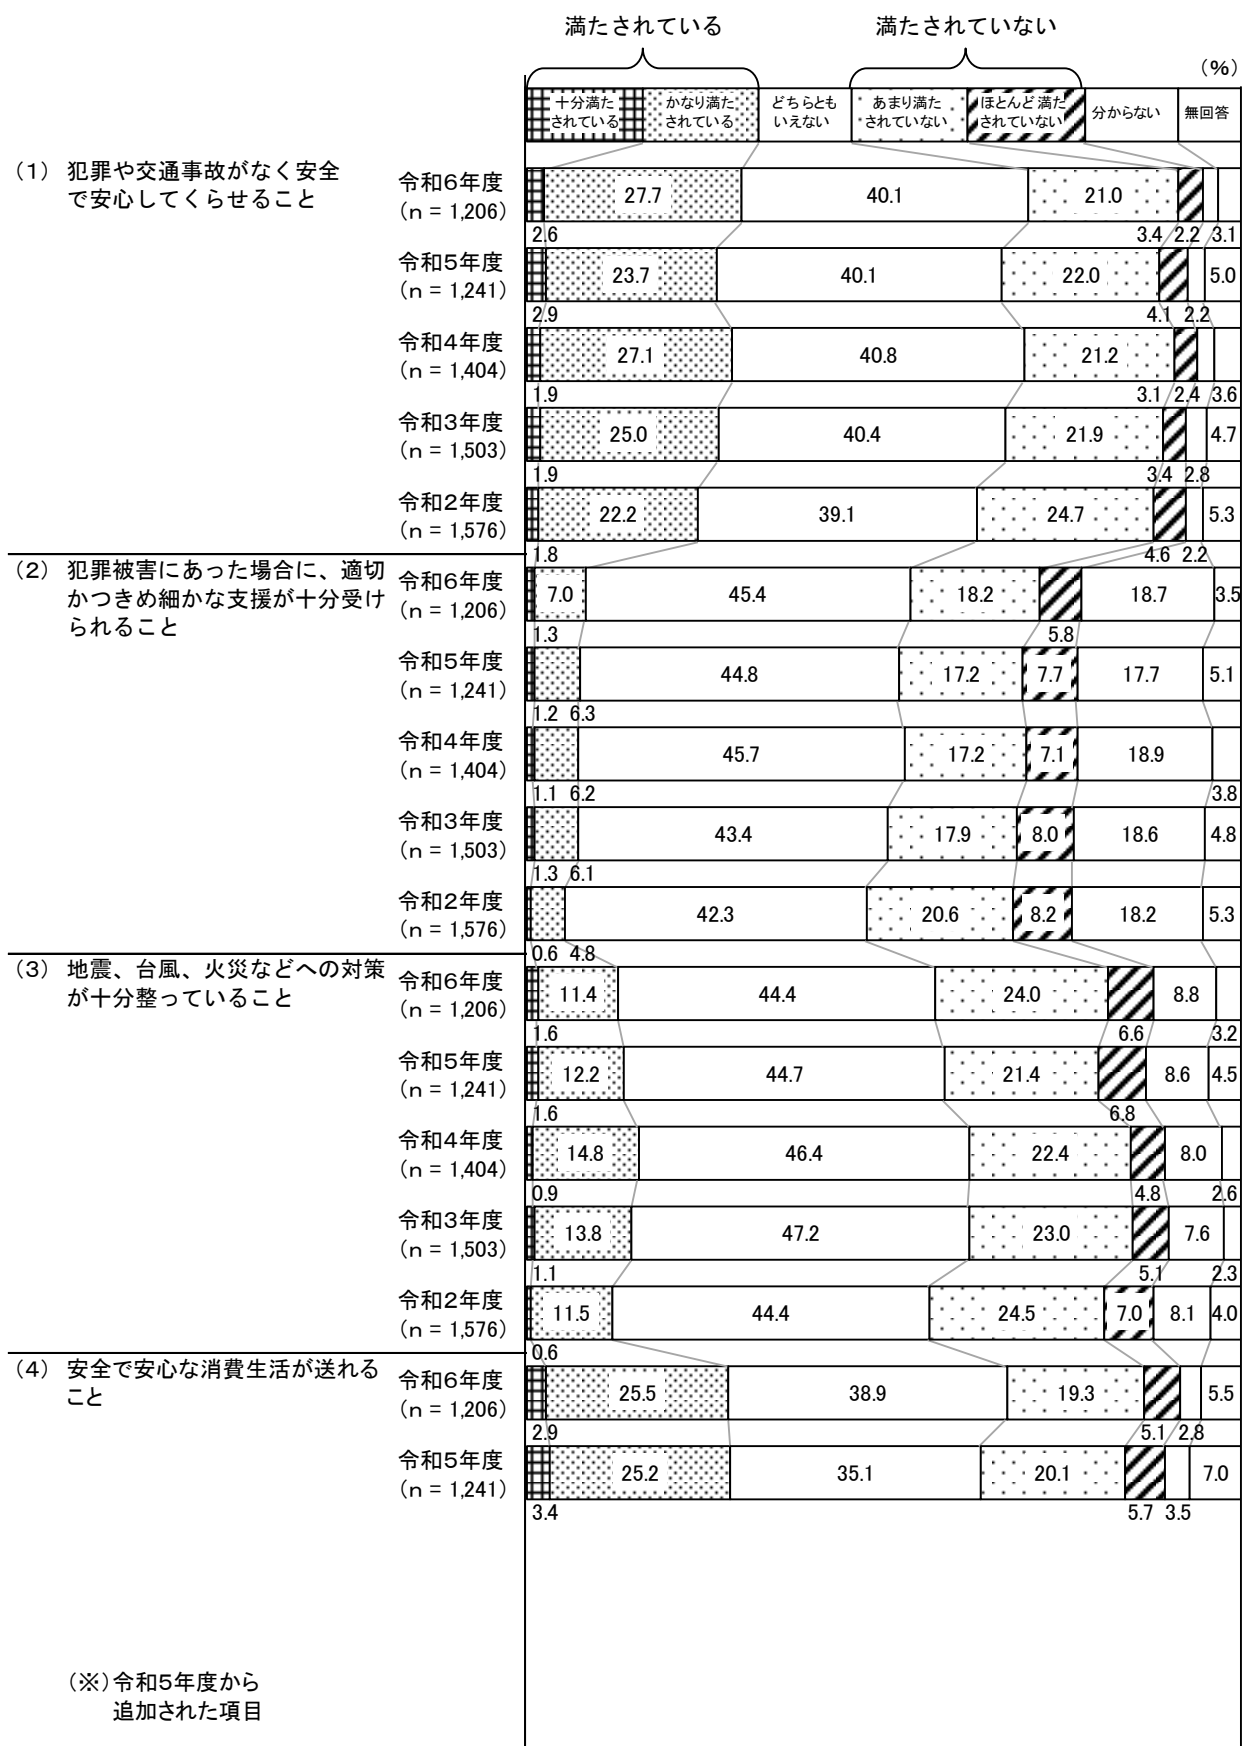 満たされている 満たされていない
(%)
十分満た かなり満た どちらとも あまり満た ほとんど満た 分からない 無回答
されている されている いえない されていない されていない
(1) 犯罪や交通事故がなく安全
で安心してくらせること
令和6年度
(n = 1,206)
27.7 40.1 21.0
2.6 3.4 2.2 3.1
令和5年度
(n = 1,241)
23.7 40.1 22.0 5.0
2.9 4.1 2.2
令和4年度
(n = 1,404)
27.1 40.8 21.2
1.9 3.1 2.4 3.6
令和3年度
(n = 1,503)
25.0 40.4 21.9 4.7
1.9 3.4 2.8
令和2年度
(n = 1,576)
22.2 39.1 24.7 5.3
1.8 4.6 2.2
(2) 犯罪被害にあった場合に、適切
かつきめ細かな支援が十分受け
られること
令和6年度
(n = 1,206)
7.0 45.4 18.2 18.7 3.5
1.3 5.8
令和5年度
(n = 1,241)
44.8 17.2 7.7 17.7 5.1
1.2 6.3
令和4年度
(n = 1,404)
45.7 17.2 7.1 18.9
1.1 6.2 3.8
令和3年度
(n = 1,503)
43.4 17.9 8.0 18.6 4.8
1.3 6.1
令和2年度
(n = 1,576)
42.3 20.6 8.2 18.2 5.3
0.6 4.8
(3) 地震、台風、火災などへの対策
が十分整っていること
令和6年度
(n = 1,206)
11.4 44.4 24.0 8.8
1.6 6.6 3.2
令和5年度
(n = 1,241)
12.2 44.7 21.4 8.6 4.5
1.6 6.8
令和4年度
(n = 1,404)
14.8 46.4 22.4 8.0
0.9 4.8 2.6
令和3年度
(n = 1,503)
13.8 47.2 23.0 7.6
1.1 5.1 2.3
令和2年度
(n = 1,576)
11.5 44.4 24.5 7.0 8.1 4.0
0.6
(4) 安全で安心な消費生活が送れる
こと
令和6年度
(n = 1,206)
25.5 38.9 19.3 5.5
2.9 5.1 2.8
令和5年度
(n = 1,241)
25.2 35.1 20.1 7.0
3.4 5.7 3.5
(※)令和5年度から
追加された項目